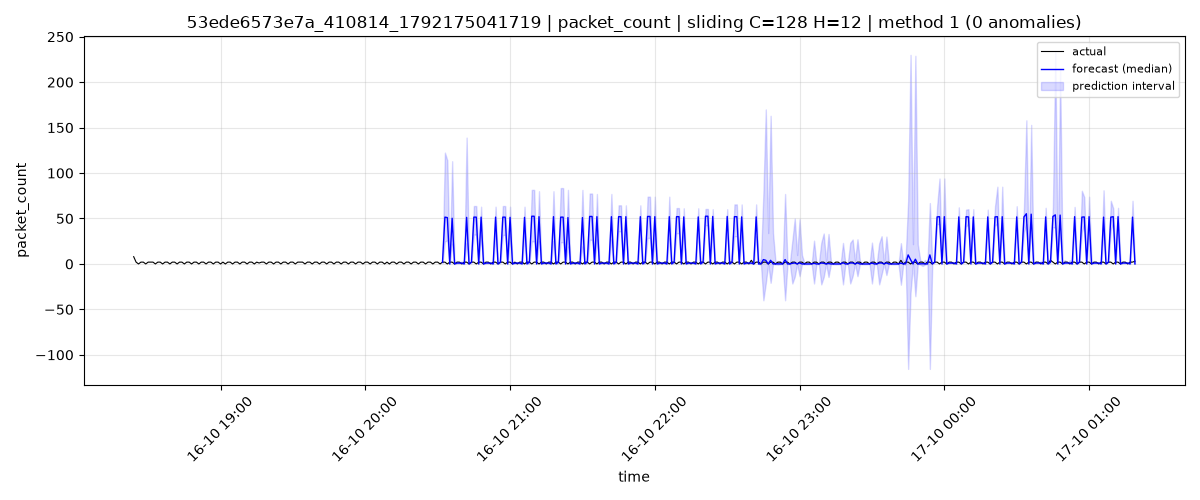 53ede6573e7a_410814_1792175041719 | packet_count | sliding C=128 H=12 | method 1 (0 anomalies)
actual
forecast (median)
prediction interval
packet_count
250
200
150
100
50
0
−50
−100
16-10 19:00
16-10 20:00
16-10 21:00
16-10 22:00
16-10 23:00
17-10 00:00
17-10 01:00
time